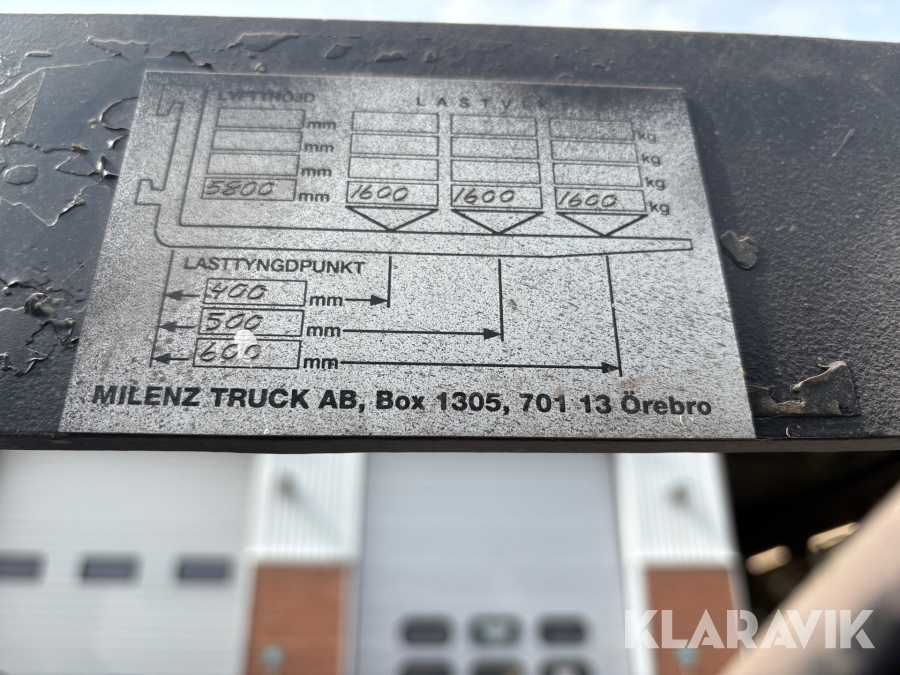 LYFTHÖJD LASTVIKT
mm kg
mm kg
mm kg
5800 mm 1600 1600 1600 kg
LASTTYNGDPUNKT
400 mm
500 mm
600 mm
MILENZ TRUCK AB, Box 1305, 701 13 Örebro
KLARAVIK